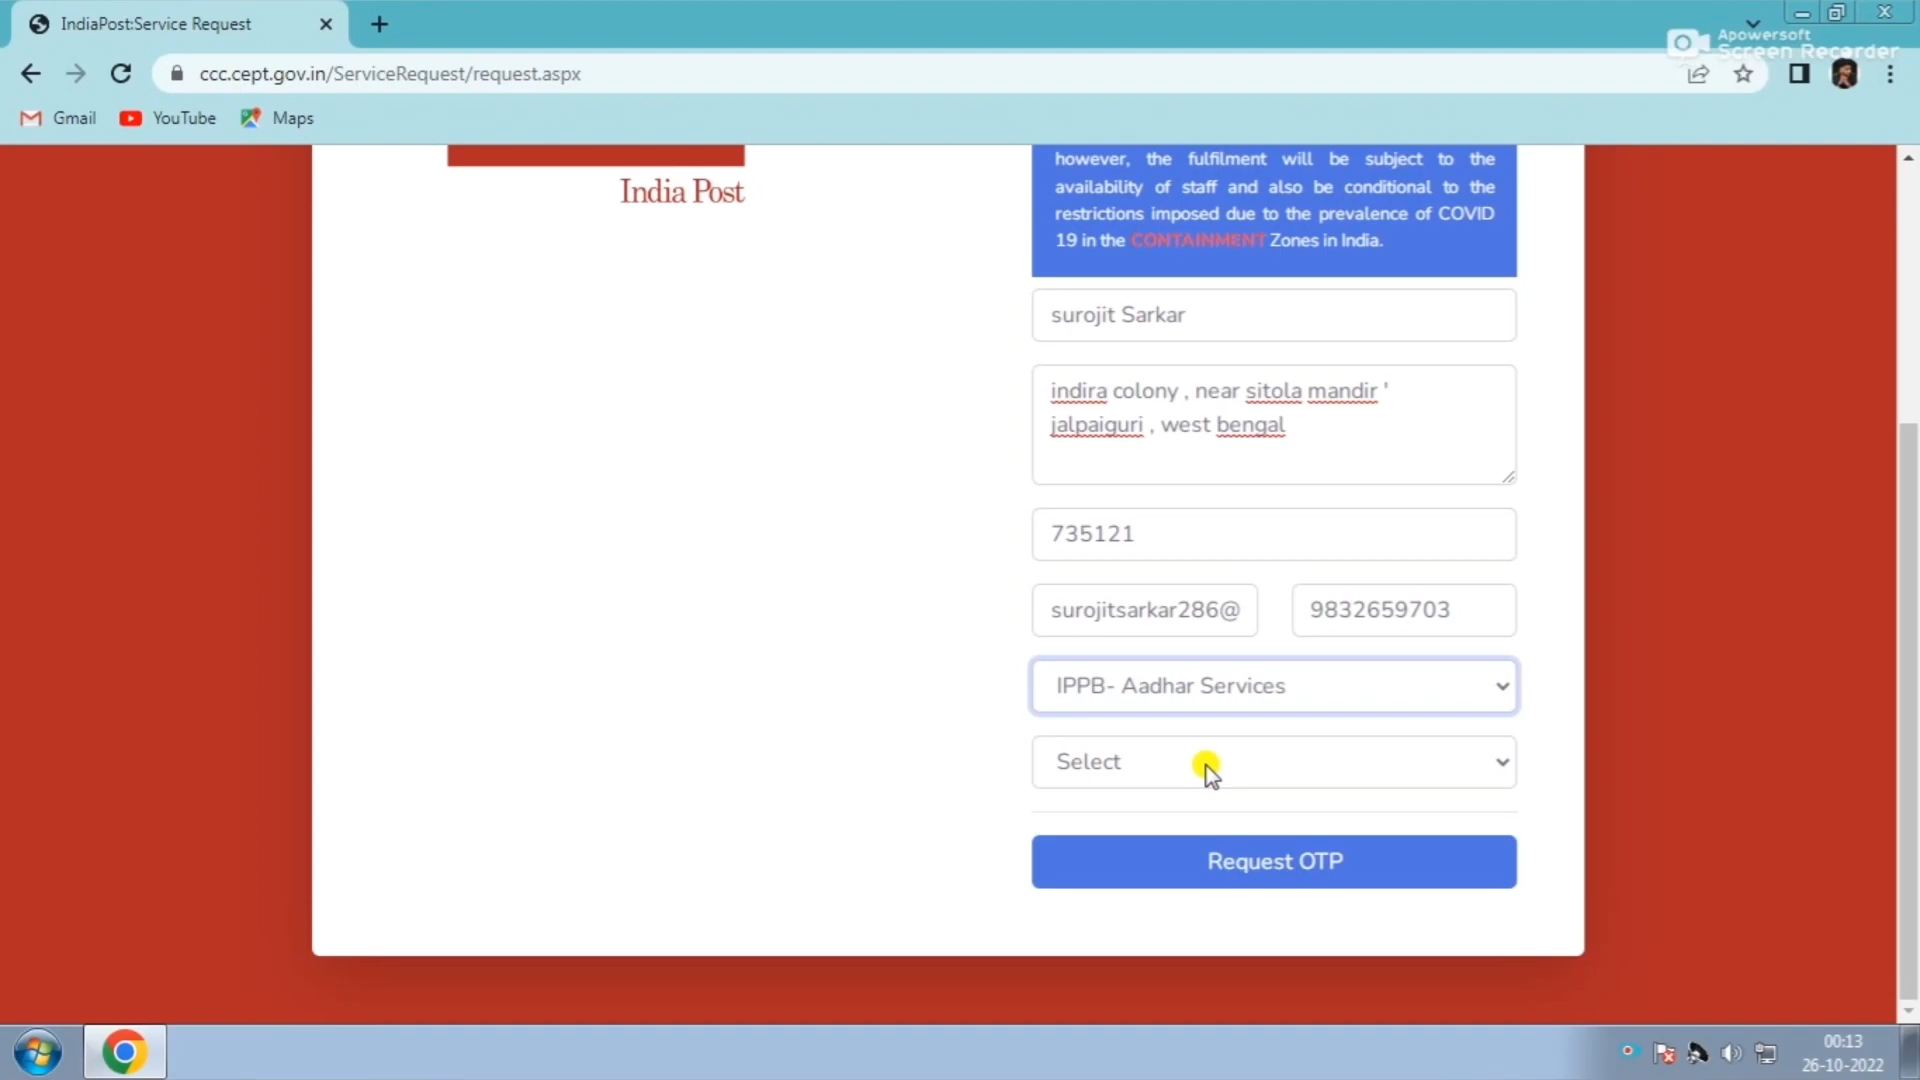 IndiaPost:Service Request
Apowersoft
Screen Recorder
ccc.cept.gov.in/ServiceRequest/request.aspx
Gmail YouTube Maps
India Post
however, the fulfilment will be subject to the
availability of staff and also be conditional to the
restrictions imposed due to the prevalence of COVID
19 in the CONTAINMENT Zones in India.
surojit Sarkar
indira colony , near sitola mandir '
jalpaiguri , west bengal
735121
surojitsarkar286@ 9832659703
IPPB- Aadhar Services
Select
Request OTP
00:13
26-10-2022